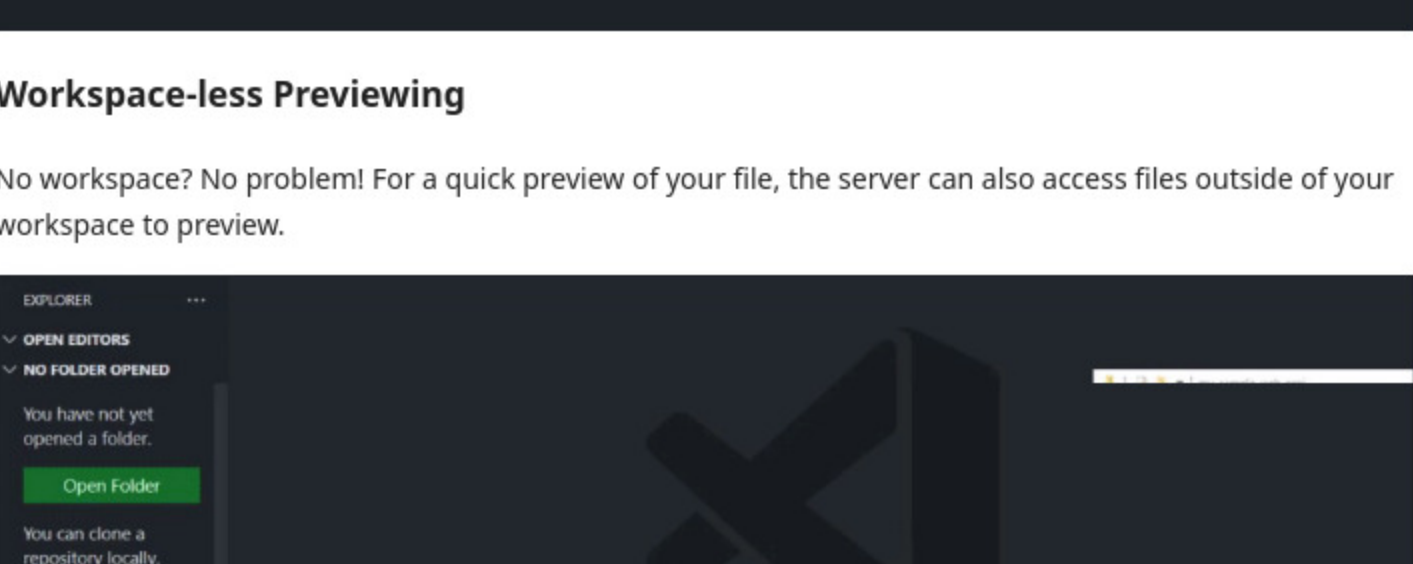 Workspace-less Previewing
No workspace? No problem! For a quick preview of your file, the server can also access files outside of your
workspace to preview.
EXPLORER ...
OPEN EDITORS
NO FOLDER OPENED
You have not yet
opened a folder.
Open Folder
You can clone a
repository locally.